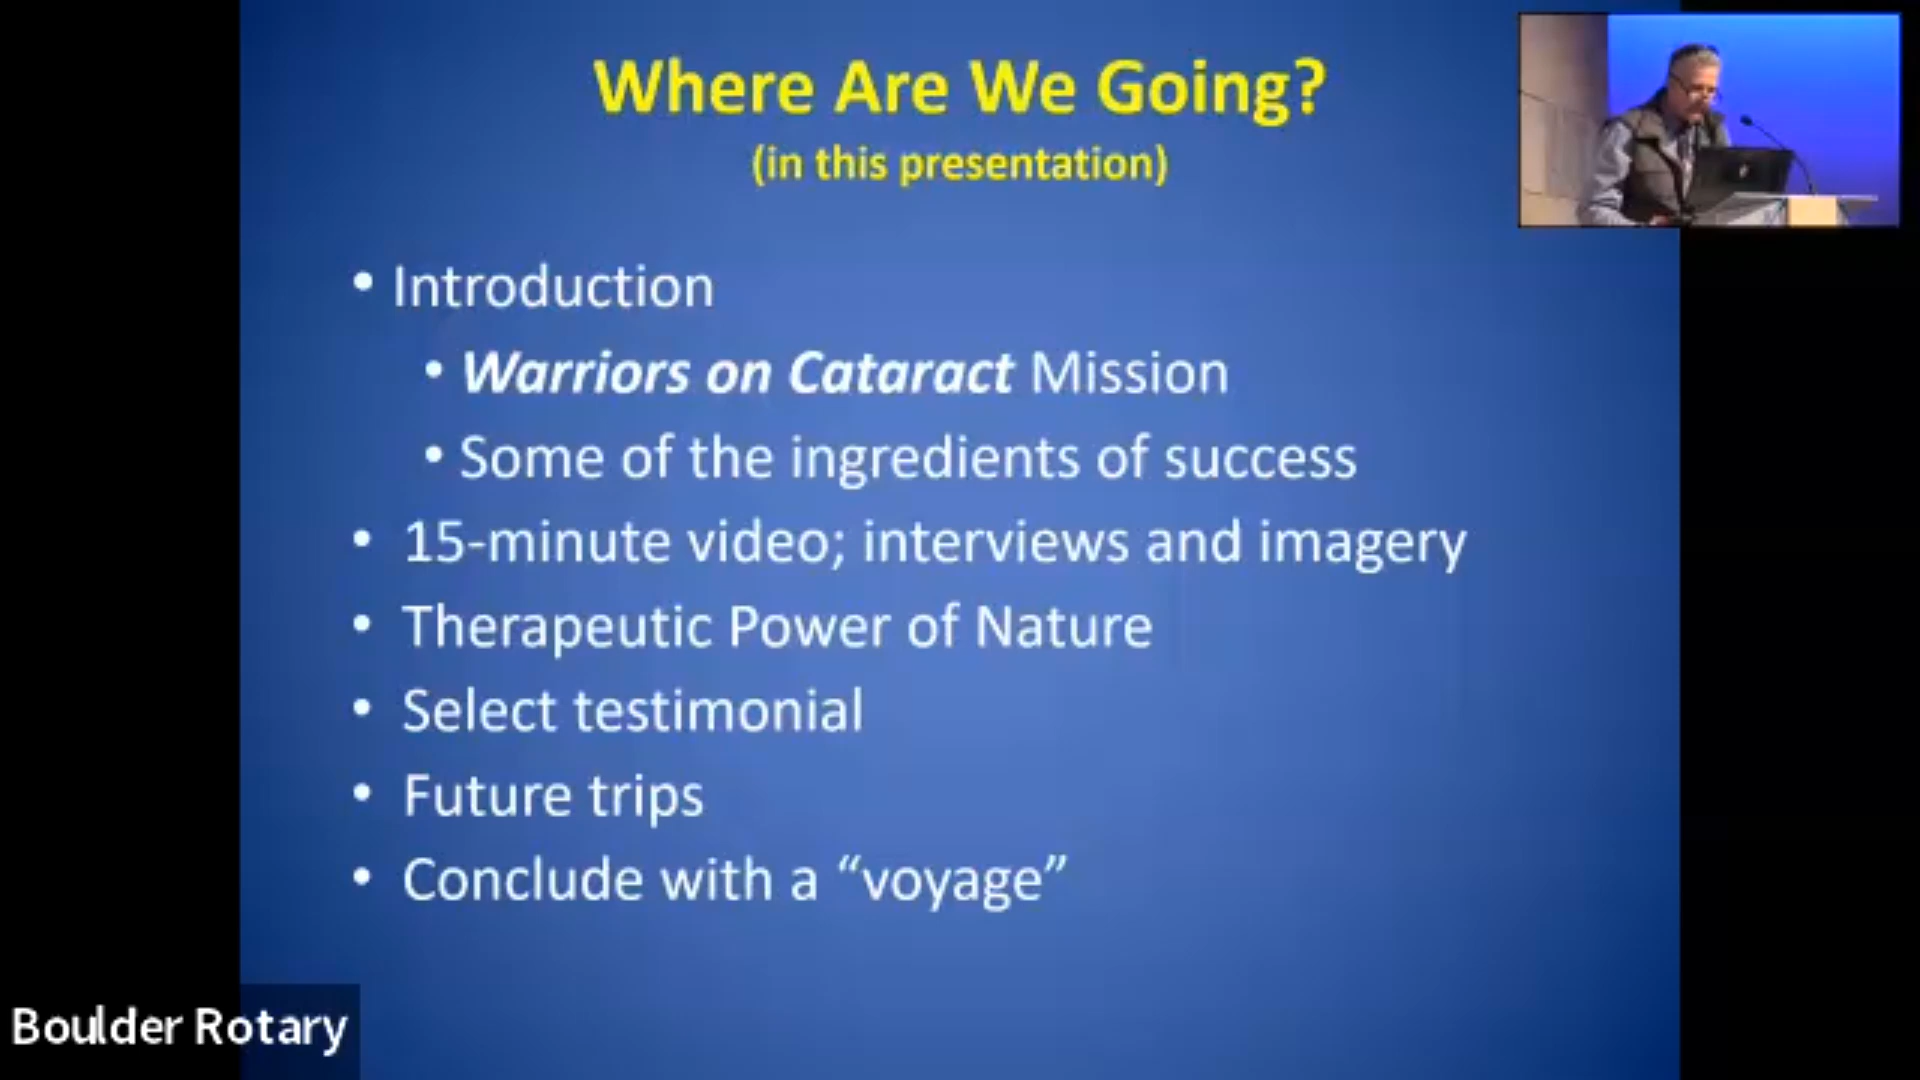 Where Are We Going?
(in this presentation)
• Introduction
• Warriors on Cataract Mission
• Some of the ingredients of success
• 15-minute video; interviews and imagery
• Therapeutic Power of Nature
• Select testimonial
• Future trips
• Conclude with a “voyage”
Boulder Rotary